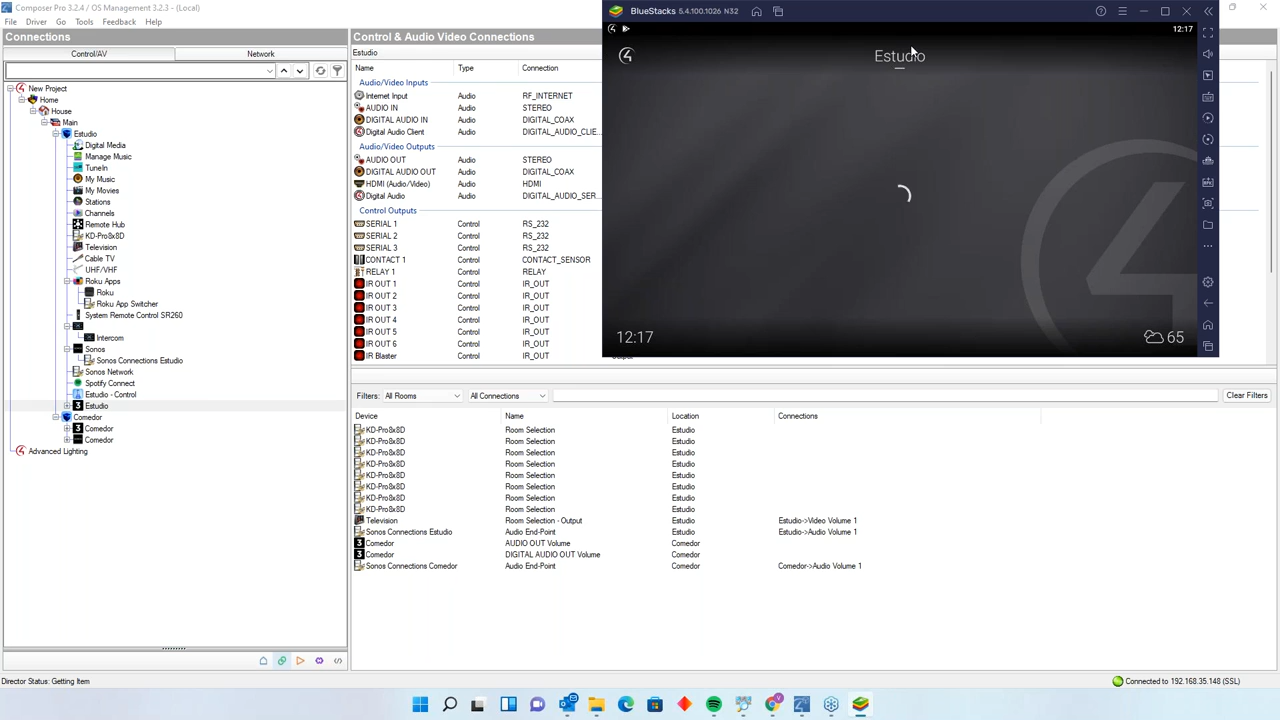 Composer Pro 3.2.4 / OS Management 3.2.3 - (Local)
File Driver Go Tools Feedback Help
Connections
Control/AV Network
New Project
Home
House
Main
Estudio
Digital Media
Manage Music
TuneIn
My Music
My Movies
Stations
Channels
Remote Hub
KD-Pro8x8D
Television
Cable TV
UHF/VHF
Roku Apps
Roku
Roku App Switcher
System Remote Control SR260
Intercom
Sonos
Sonos Connections Estudio
Sonos Network
Spotify Connect
Estudio - Control
3 Estudio
Comedor
3 Comedor
Comedor
Advanced Lighting
Director Status: Getting Item
Control & Audio Video Connections
Estudio
Name Type Connection
Audio/Video Inputs
Internet Input Audio RF_INTERNET
AUDIO IN Audio STEREO
DIGITAL AUDIO IN Audio DIGITAL_COAX
Digital Audio Client Audio DIGITAL_AUDIO_CLIE...
Audio/Video Outputs
AUDIO OUT Audio STEREO
DIGITAL AUDIO OUT Audio DIGITAL_COAX
HDMI (Audio/Video) Audio HDMI
Digital Audio Audio DIGITAL_AUDIO_SER...
Control Outputs
SERIAL 1 Control RS_232
SERIAL 2 Control RS_232
SERIAL 3 Control RS_232
CONTACT 1 Control CONTACT_SENSOR
RELAY 1 Control RELAY
IR OUT 1 Control IR_OUT
IR OUT 2 Control IR_OUT
IR OUT 3 Control IR_OUT
IR OUT 4 Control IR_OUT
IR OUT 5 Control IR_OUT
IR OUT 6 Control IR_OUT
IR Blaster Control IR_OUT
BlueStacks 5.4.100.1026 N32
12:17
Estudio
12:17 65
Filters: All Rooms All Connections Clear Filters
Device Name Location Connections
KD-Pro8x8D Room Selection Estudio
KD-Pro8x8D Room Selection Estudio
KD-Pro8x8D Room Selection Estudio
KD-Pro8x8D Room Selection Estudio
KD-Pro8x8D Room Selection Estudio
KD-Pro8x8D Room Selection Estudio
KD-Pro8x8D Room Selection Estudio
KD-Pro8x8D Room Selection Estudio
Television Room Selection - Output Estudio Estudio->Video Volume 1
Sonos Connections Estudio Audio End-Point Estudio Estudio->Audio Volume 1
3 Comedor AUDIO OUT Volume Comedor
3 Comedor DIGITAL AUDIO OUT Volume Comedor
Sonos Connections Comedor Audio End-Point Comedor Comedor->Audio Volume 1
Connected to 192.168.35.148 (SSL)